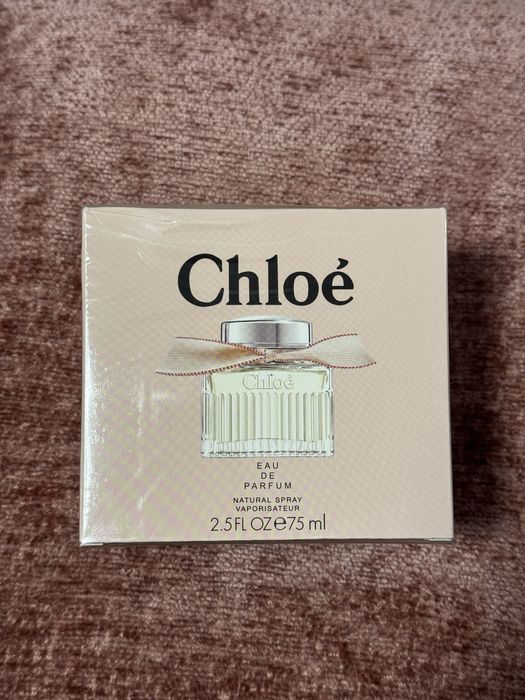 Chloé
Chloé
EAU
DE
PARFUM
NATURAL SPRAY
VAPORISATEUR
2.5 FL OZ ℮ 75 ml